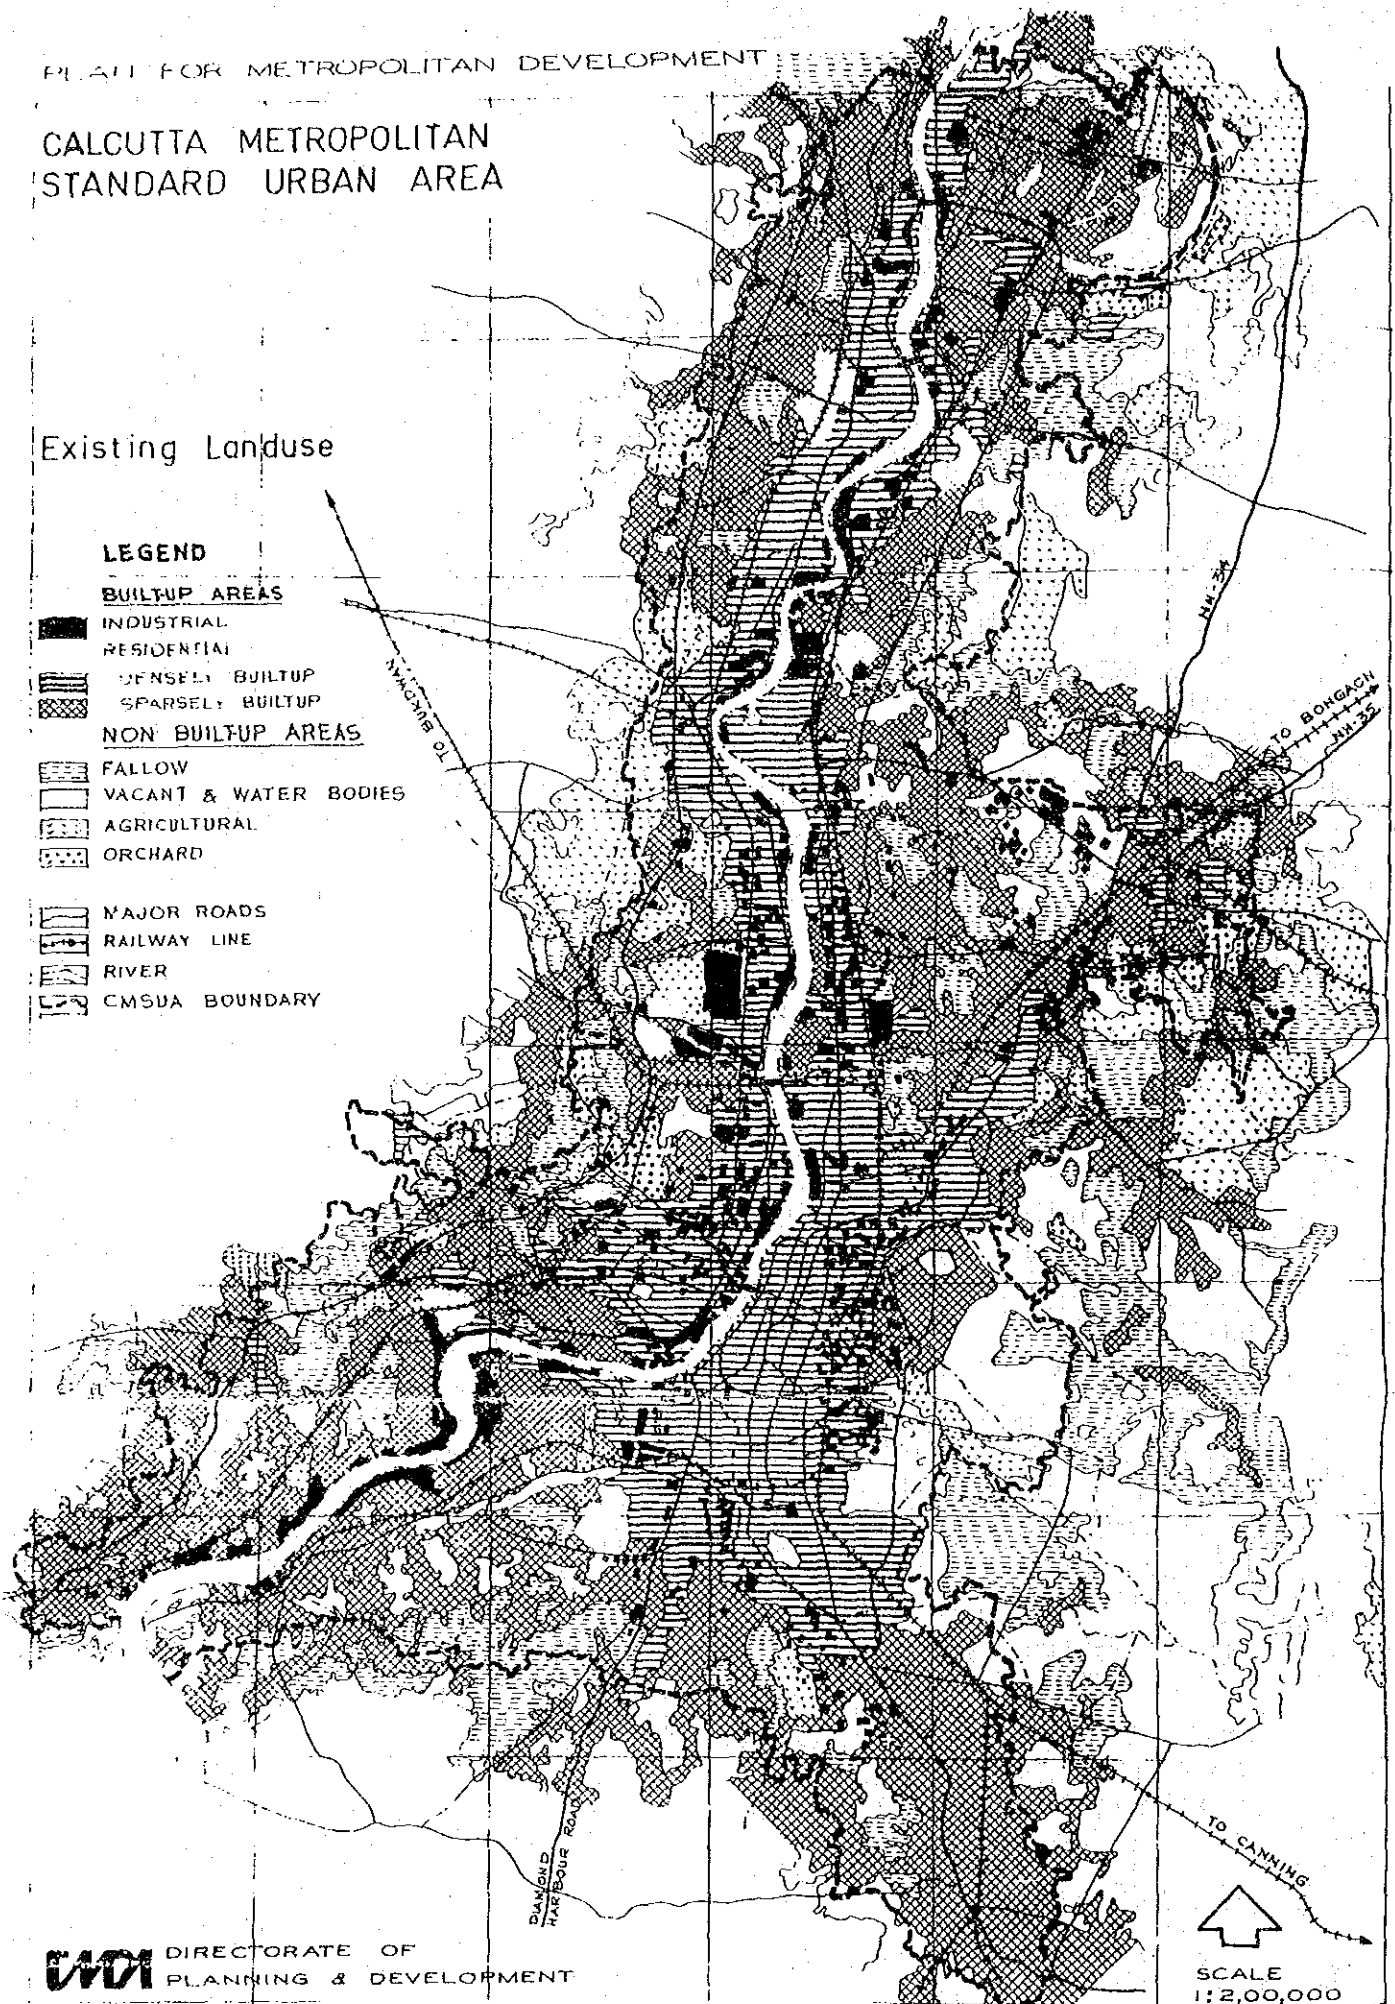 PLAN FOR METROPOLITAN DEVELOPMENT
CALCUTTA METROPOLITAN
STANDARD URBAN AREA
Existing Landuse
LEGEND
BUILT-UP AREAS
INDUSTRIAL
RESIDENTIAL
DENSELY BUILTUP
SPARSELY BUILTUP
NON BUILT-UP AREAS
FALLOW
VACANT & WATER BODIES
AGRICULTURAL
ORCHARD
MAJOR ROADS
RAILWAY LINE
RIVER
CMSUA BOUNDARY
TO BURDWAN
NH-34
TO BONGAON
NH-35
DIAMOND
HARBOUR ROAD
TO CANNING
CMDA
DIRECTORATE OF
PLANNING & DEVELOPMENT
SCALE
1:2,00,000